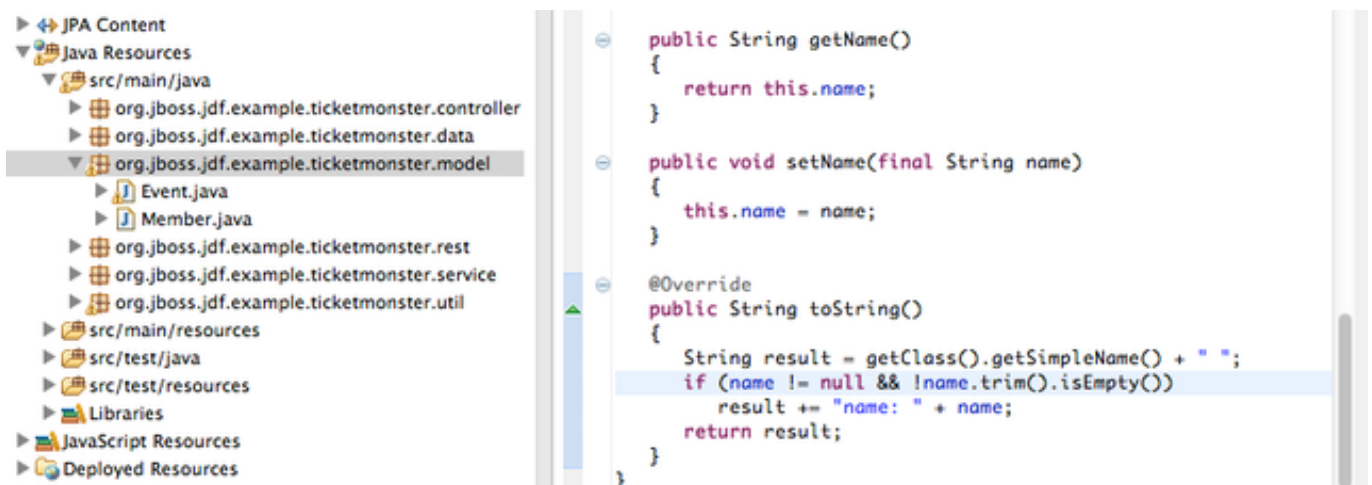 JPA Content
Java Resources
src/main/java
org.jboss.jdf.example.ticketmonster.controller
org.jboss.jdf.example.ticketmonster.data
org.jboss.jdf.example.ticketmonster.model
Event.java
Member.java
org.jboss.jdf.example.ticketmonster.rest
org.jboss.jdf.example.ticketmonster.service
org.jboss.jdf.example.ticketmonster.util
src/main/resources
src/test/java
src/test/resources
Libraries
JavaScript Resources
Deployed Resources
public String getName()
{
return this.name;
}
public void setName(final String name)
{
this.name = name;
}
@Override
public String toString()
{
String result = getClass().getSimpleName() + " ";
if (name != null && !name.trim().isEmpty())
result += "name: " + name;
return result;
}
}